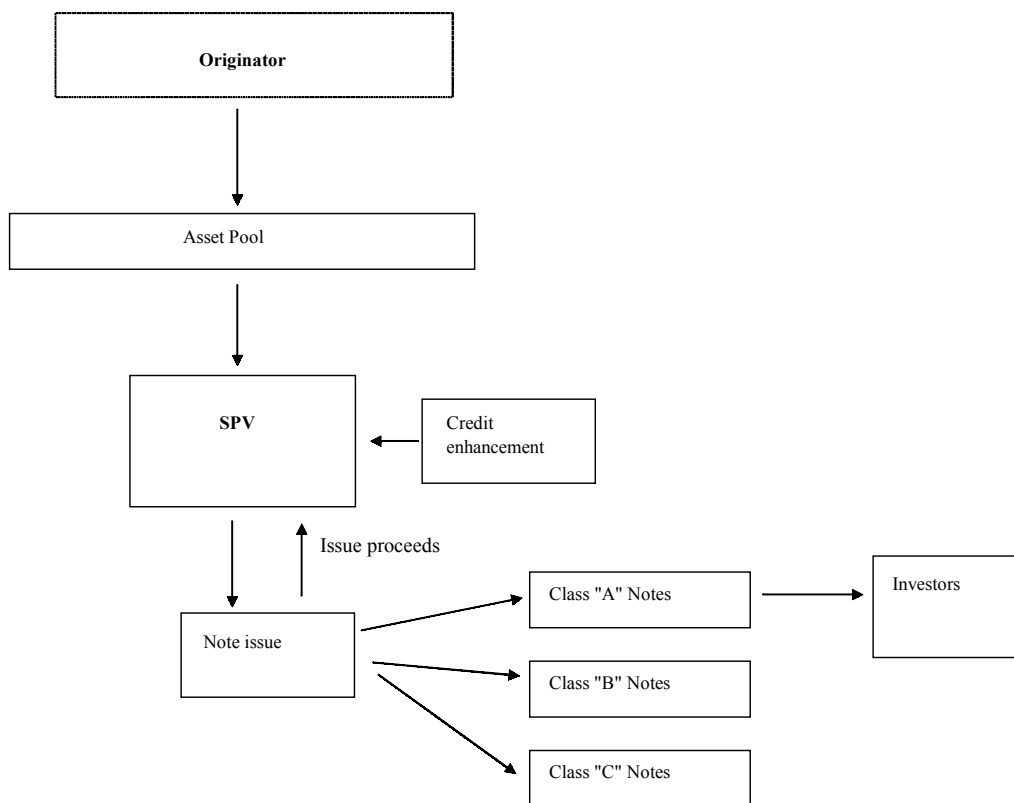 Originator
Asset Pool
SPV
Credit
enhancement
Issue proceeds
Note issue
Class "A" Notes
Investors
Class "B" Notes
Class "C" Notes